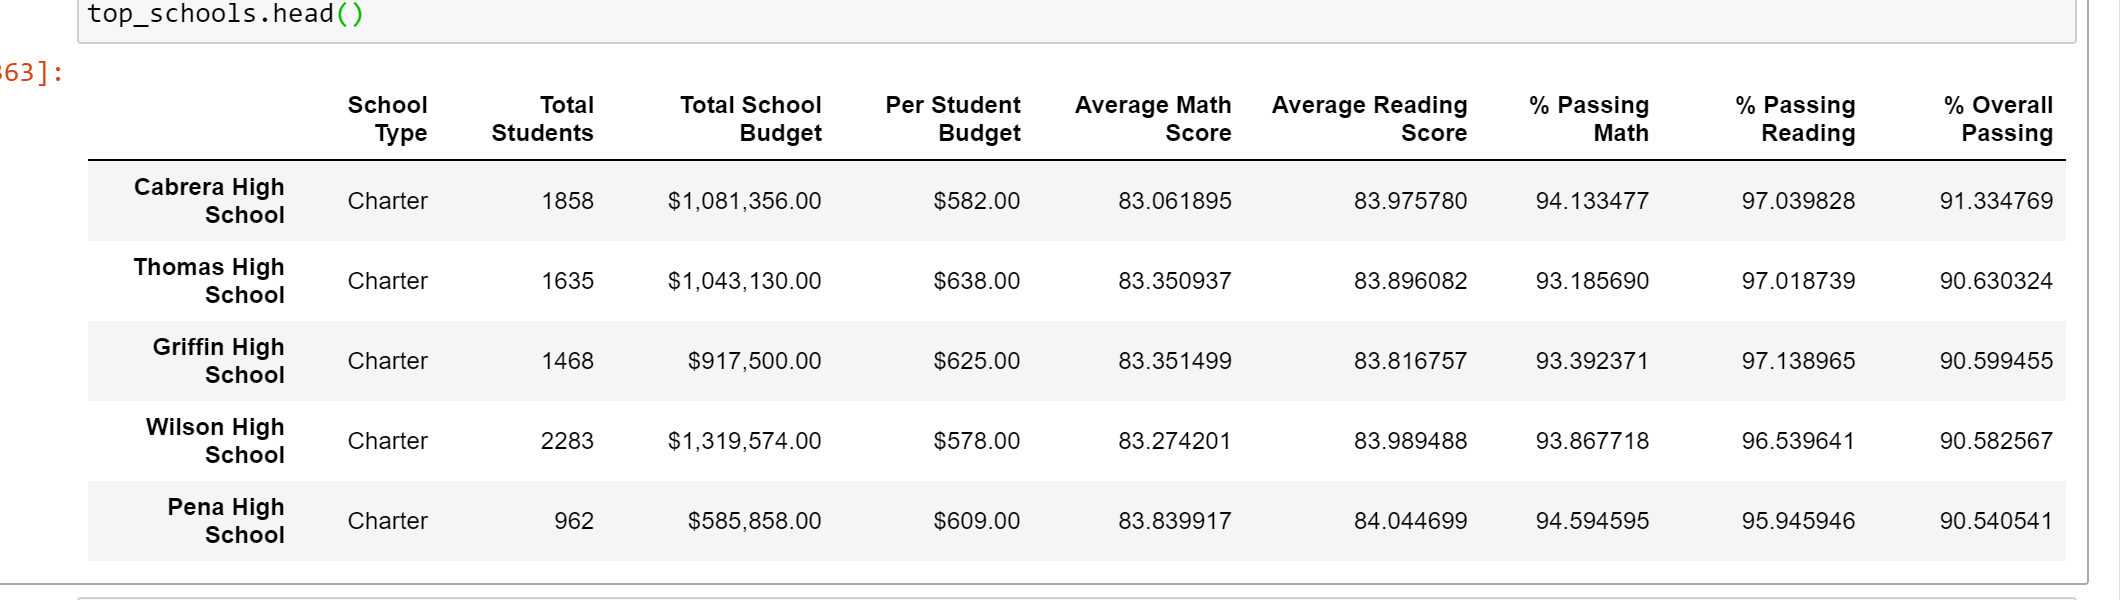 top_schools.head()
363]:
School Type Total Students Total School Budget Per Student Budget Average Math Score Average Reading Score % Passing Math % Passing Reading % Overall Passing
Cabrera High School Charter 1858 $1,081,356.00 $582.00 83.061895 83.975780 94.133477 97.039828 91.334769
Thomas High School Charter 1635 $1,043,130.00 $638.00 83.350937 83.896082 93.185690 97.018739 90.630324
Griffin High School Charter 1468 $917,500.00 $625.00 83.351499 83.816757 93.392371 97.138965 90.599455
Wilson High School Charter 2283 $1,319,574.00 $578.00 83.274201 83.989488 93.867718 96.539641 90.582567
Pena High School Charter 962 $585,858.00 $609.00 83.839917 84.044699 94.594595 95.945946 90.540541